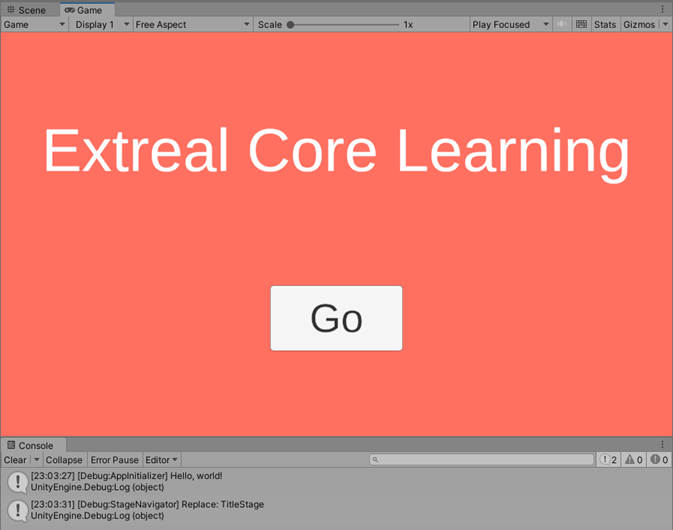 Scene Game
Game Display 1 Free Aspect Scale 1x Play Focused Stats Gizmos
Extreal Core Learning
Go
Console
Clear Collapse Error Pause Editor 2 0 0
[23:03:27] [Debug:AppInitializer] Hello, world!
UnityEngine.Debug:Log (object)
[23:03:31] [Debug:StageNavigator] Replace: TitleStage
UnityEngine.Debug:Log (object)